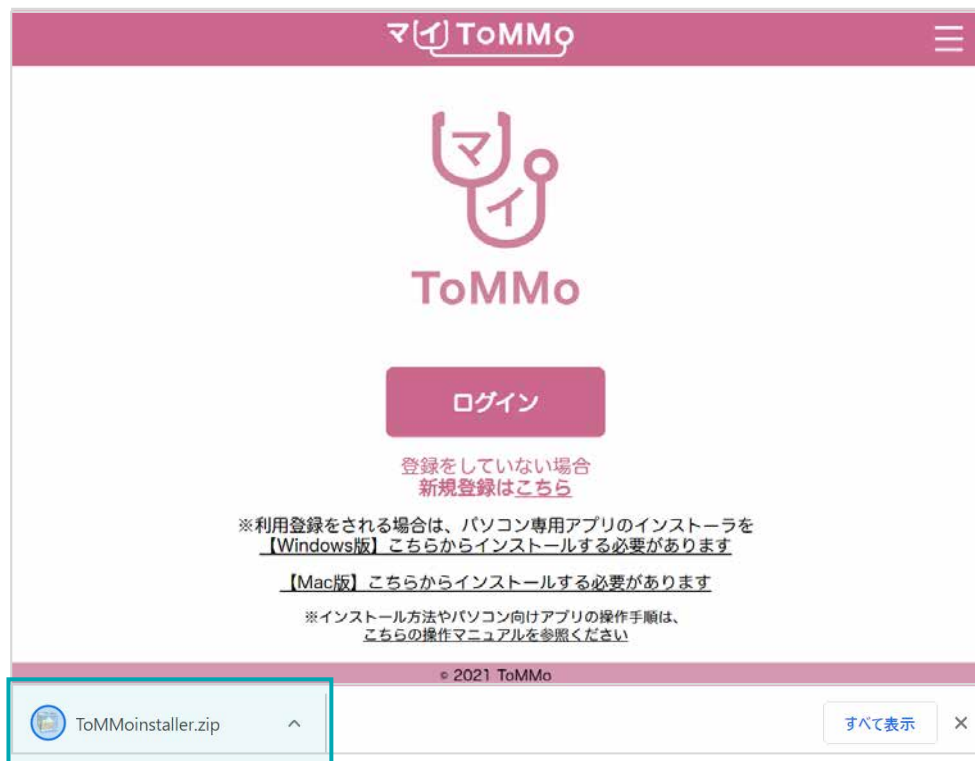 マイ ToMMo
マイ
ToMMo
ログイン
登録をしていない場合
新規登録はこちら
※利用登録をされる場合は、パソコン専用アプリのインストーラを
【Windows版】こちらからインストールする必要があります
【Mac版】こちらからインストールする必要があります
※インストール方法やパソコン向けアプリの操作手順は、
こちらの操作マニュアルを参照ください
© 2021 ToMMo
ToMMoinstaller.zip
すべて表示